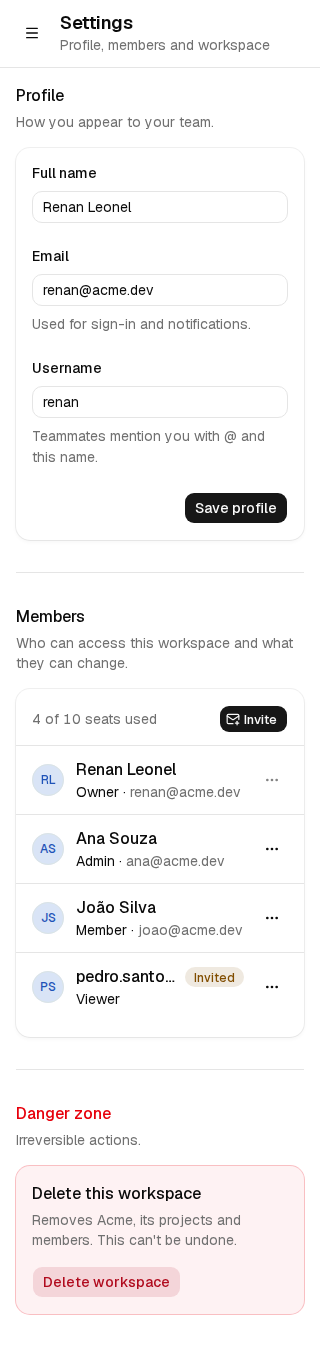 Settings
Profile, members and workspace
Profile
How you appear to your team.
Full name
Renan Leonel
Email
renan@acme.dev
Used for sign-in and notifications.
Username
renan
Teammates mention you with @ and
this name.
Save profile
Members
Who can access this workspace and what
they can change.
4 of 10 seats used
Invite
RL
Renan Leonel
Owner · renan@acme.dev
AS
Ana Souza
Admin · ana@acme.dev
JS
João Silva
Member · joao@acme.dev
PS
pedro.santo...
Invited
Viewer
Danger zone
Irreversible actions.
Delete this workspace
Removes Acme, its projects and
members. This can't be undone.
Delete workspace